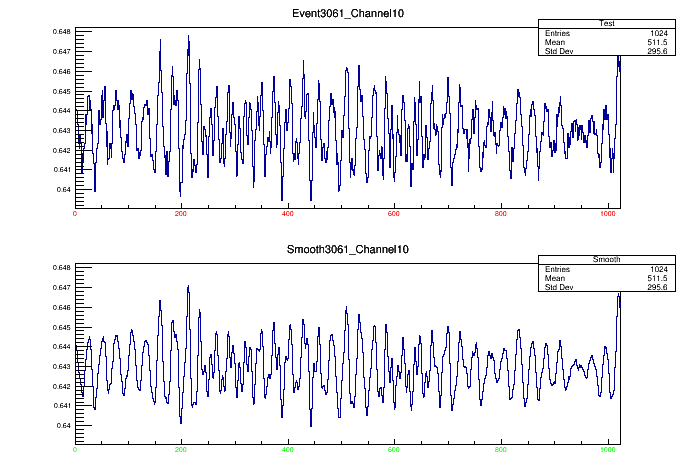 Event3061_Channel10
Test
Entries 1024
Mean 511.5
Std Dev 295.6
0.648
0.647
0.646
0.645
0.644
0.643
0.642
0.641
0.64
0 200 400 600 800 1000
Smooth3061_Channel10
Smooth
Entries 1024
Mean 511.5
Std Dev 295.6
0.648
0.647
0.646
0.645
0.644
0.643
0.642
0.641
0.64
0 200 400 600 800 1000